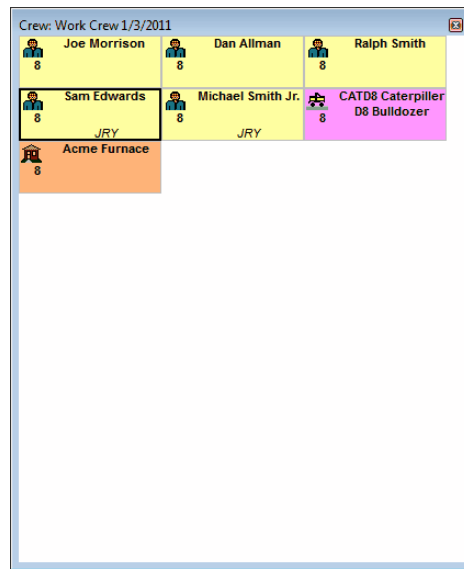 Crew: Work Crew 1/3/2011
Joe Morrison
8
Dan Allman
8
Ralph Smith
8
Sam Edwards
8
JRY
Michael Smith Jr.
8
JRY
CATD8 Caterpiller
D8 Bulldozer
8
Acme Furnace
8